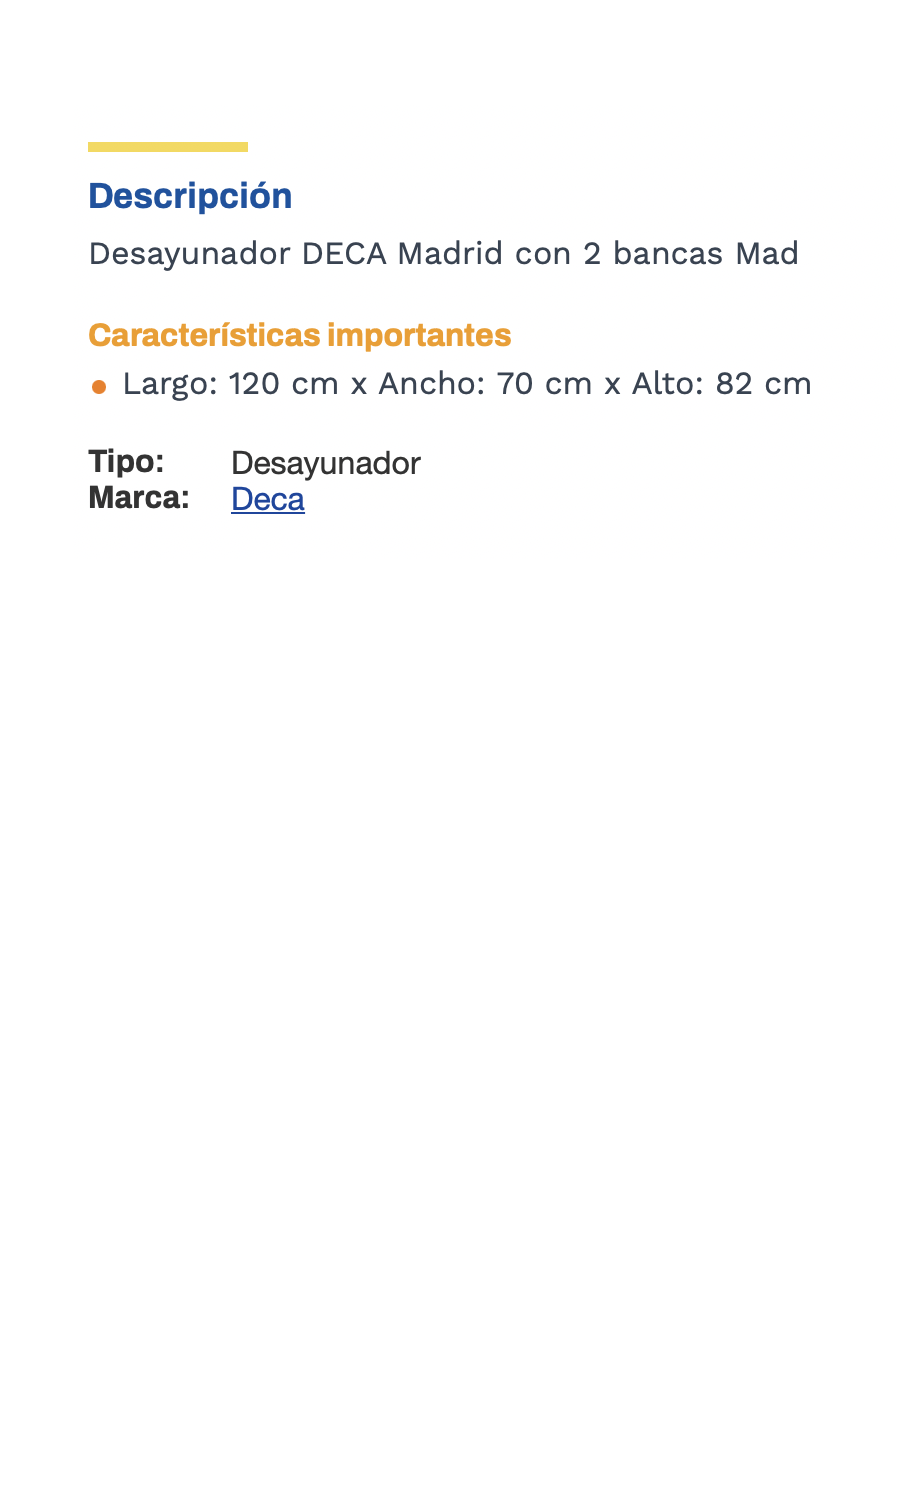 Descripción
Desayunador DECA Madrid con 2 bancas Mad
Características importantes
Largo: 120 cm x Ancho: 70 cm x Alto: 82 cm
Tipo: Desayunador
Marca: Deca